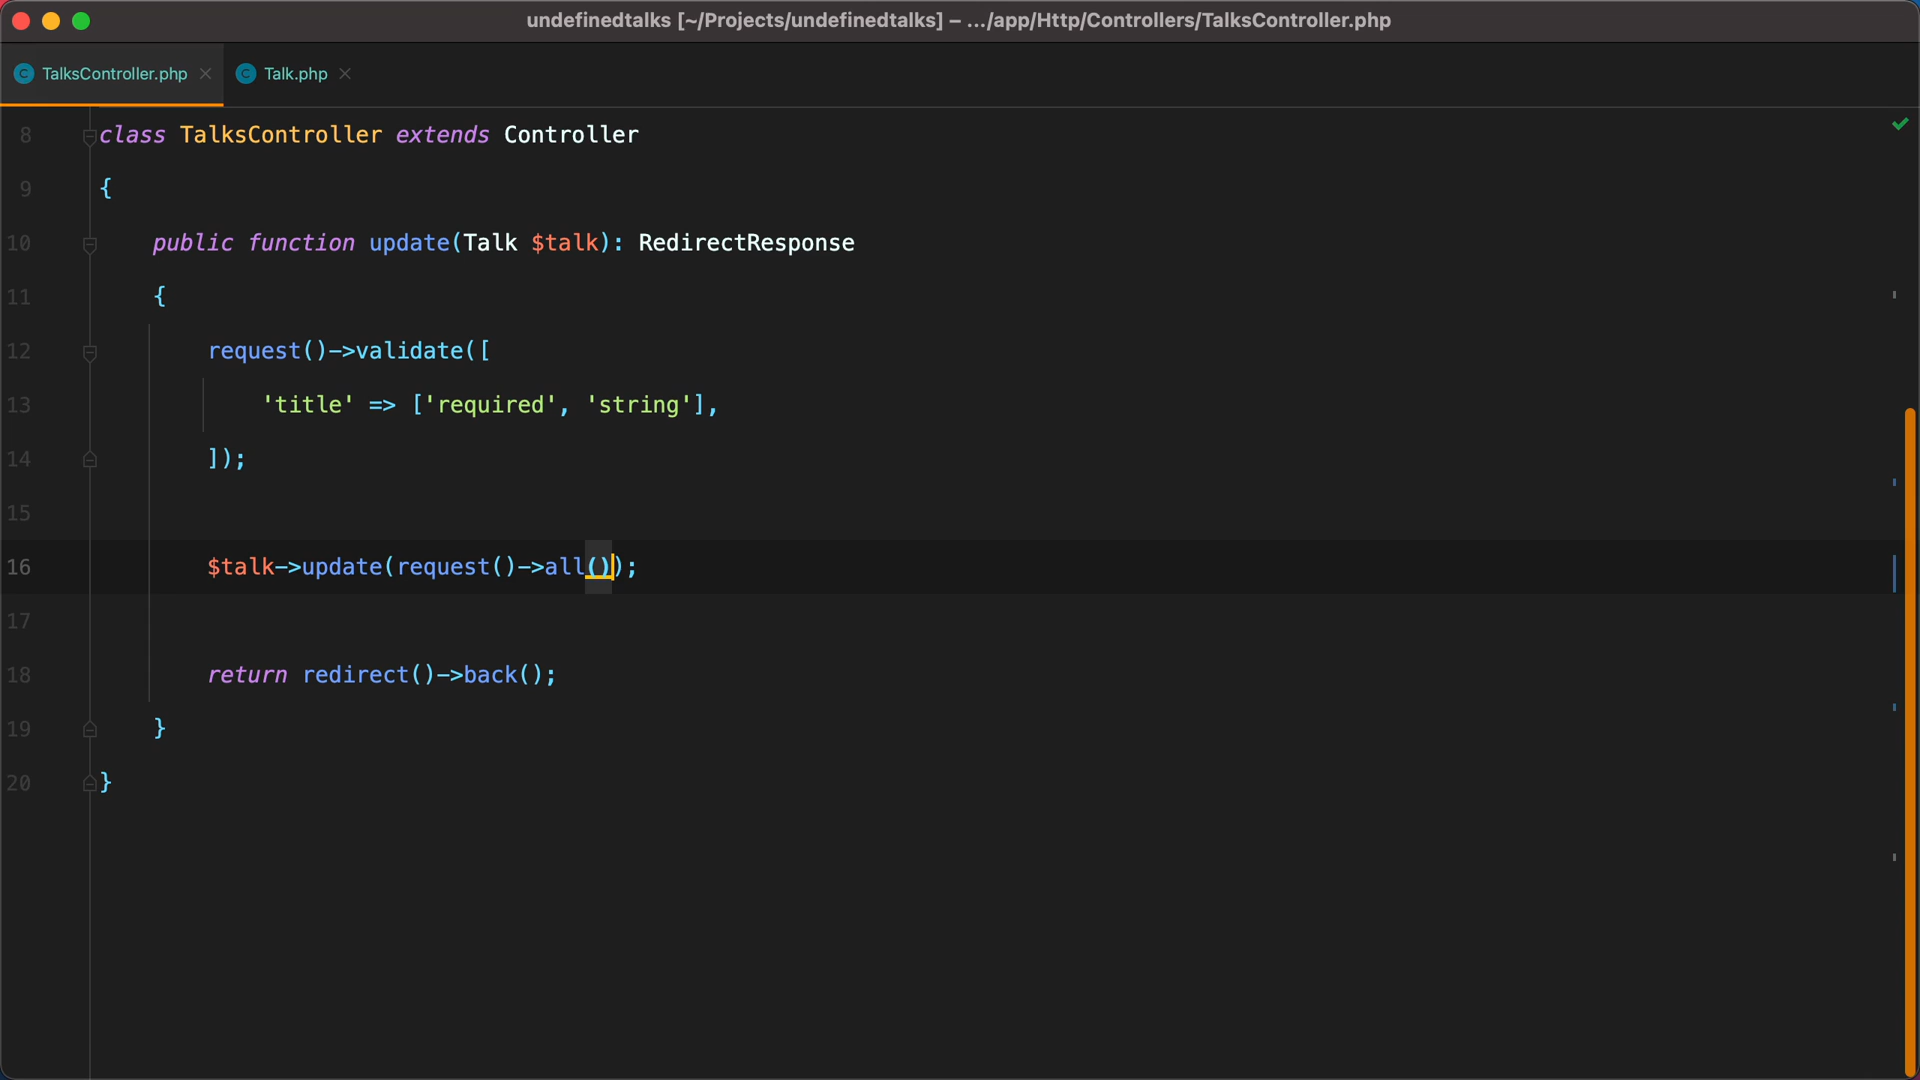 undefinedtalks [~/Projects/undefinedtalks] – .../app/Http/Controllers/TalksController.php
C TalksController.php × C Talk.php ×
8 class TalksController extends Controller
9 {
10 public function update(Talk $talk): RedirectResponse
11 {
12 request()->validate([
13 'title' => ['required', 'string'],
14 ]);
15
16 $talk->update(request()->all());
17
18 return redirect()->back();
19 }
20 }